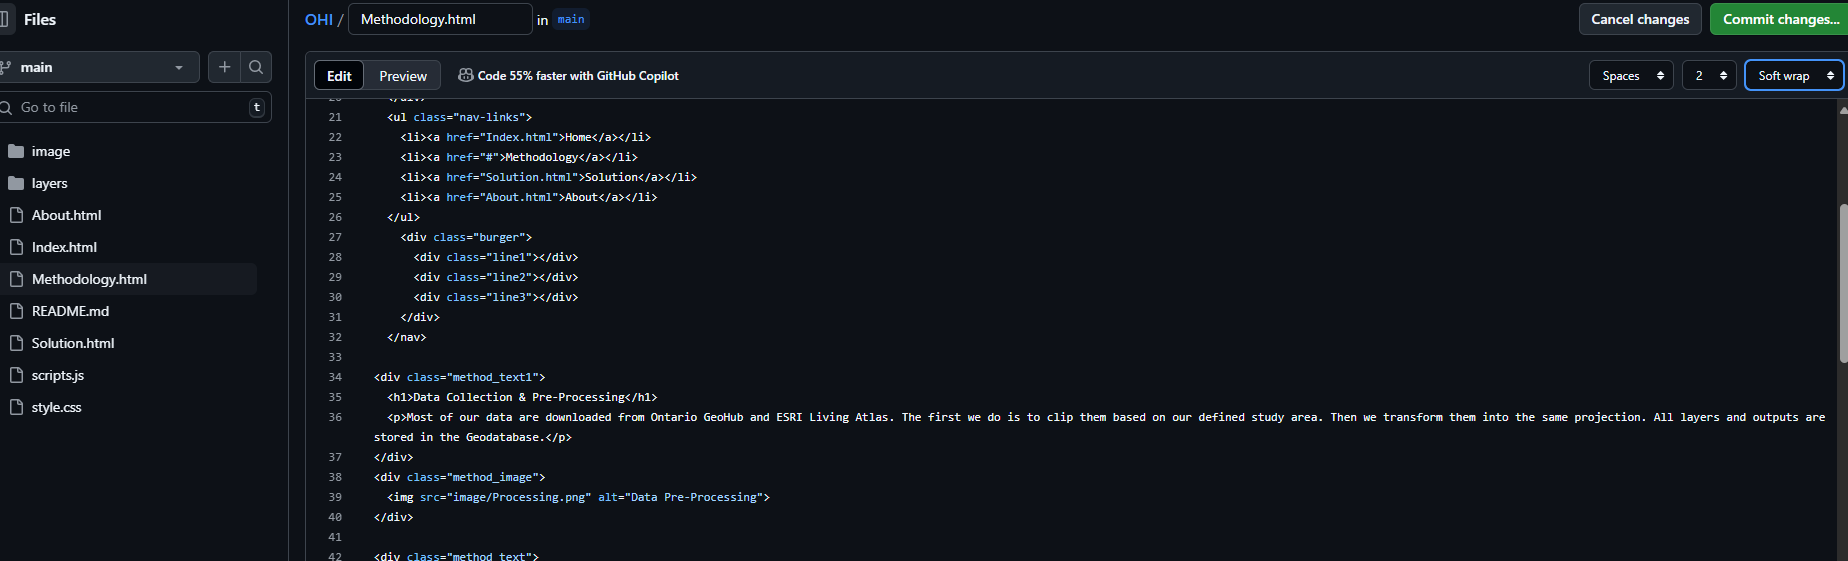 Files
OHI / Methodology.html in main
Cancel changes
Commit changes...
main
Edit
Preview
Code 55% faster with GitHub Copilot
Spaces
2
Soft wrap
Go to file
t
image
layers
About.html
Index.html
Methodology.html
README.md
Solution.html
scripts.js
style.css
20 </div>
21 <ul class="nav-links">
22 <li><a href="Index.html">Home</a></li>
23 <li><a href="#">Methodology</a></li>
24 <li><a href="Solution.html">Solution</a></li>
25 <li><a href="About.html">About</a></li>
26 </ul>
27 <div class="burger">
28 <div class="line1"></div>
29 <div class="line2"></div>
30 <div class="line3"></div>
31 </div>
32 </nav>
33
34 <div class="method_text1">
35 <h1>Data Collection & Pre-Processing</h1>
36 <p>Most of our data are downloaded from Ontario GeoHub and ESRI Living Atlas. The first we do is to clip them based on our defined study area. Then we transform them into the same projection. All layers and outputs are
stored in the Geodatabase.</p>
37 </div>
38 <div class="method_image">
39 <img src="image/Processing.png" alt="Data Pre-Processing">
40 </div>
41
42 <div class="method_text">